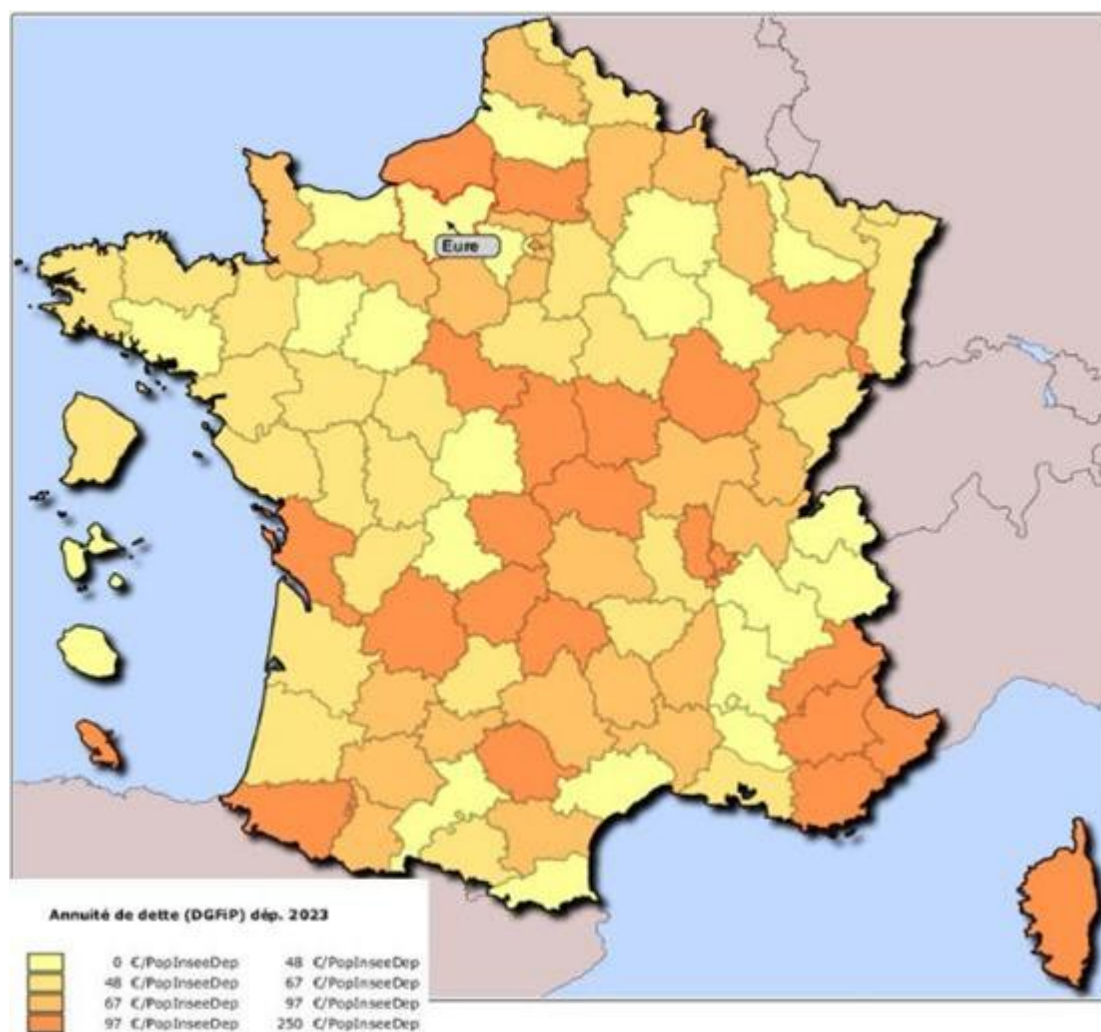 Eure
Annuité de dette (DGFiP) dép. 2023
0 €/PopInseeDep 48 €/PopInseeDep
48 €/PopInseeDep 67 €/PopInseeDep
67 €/PopInseeDep 97 €/PopInseeDep
97 €/PopInseeDep 250 €/PopInseeDep